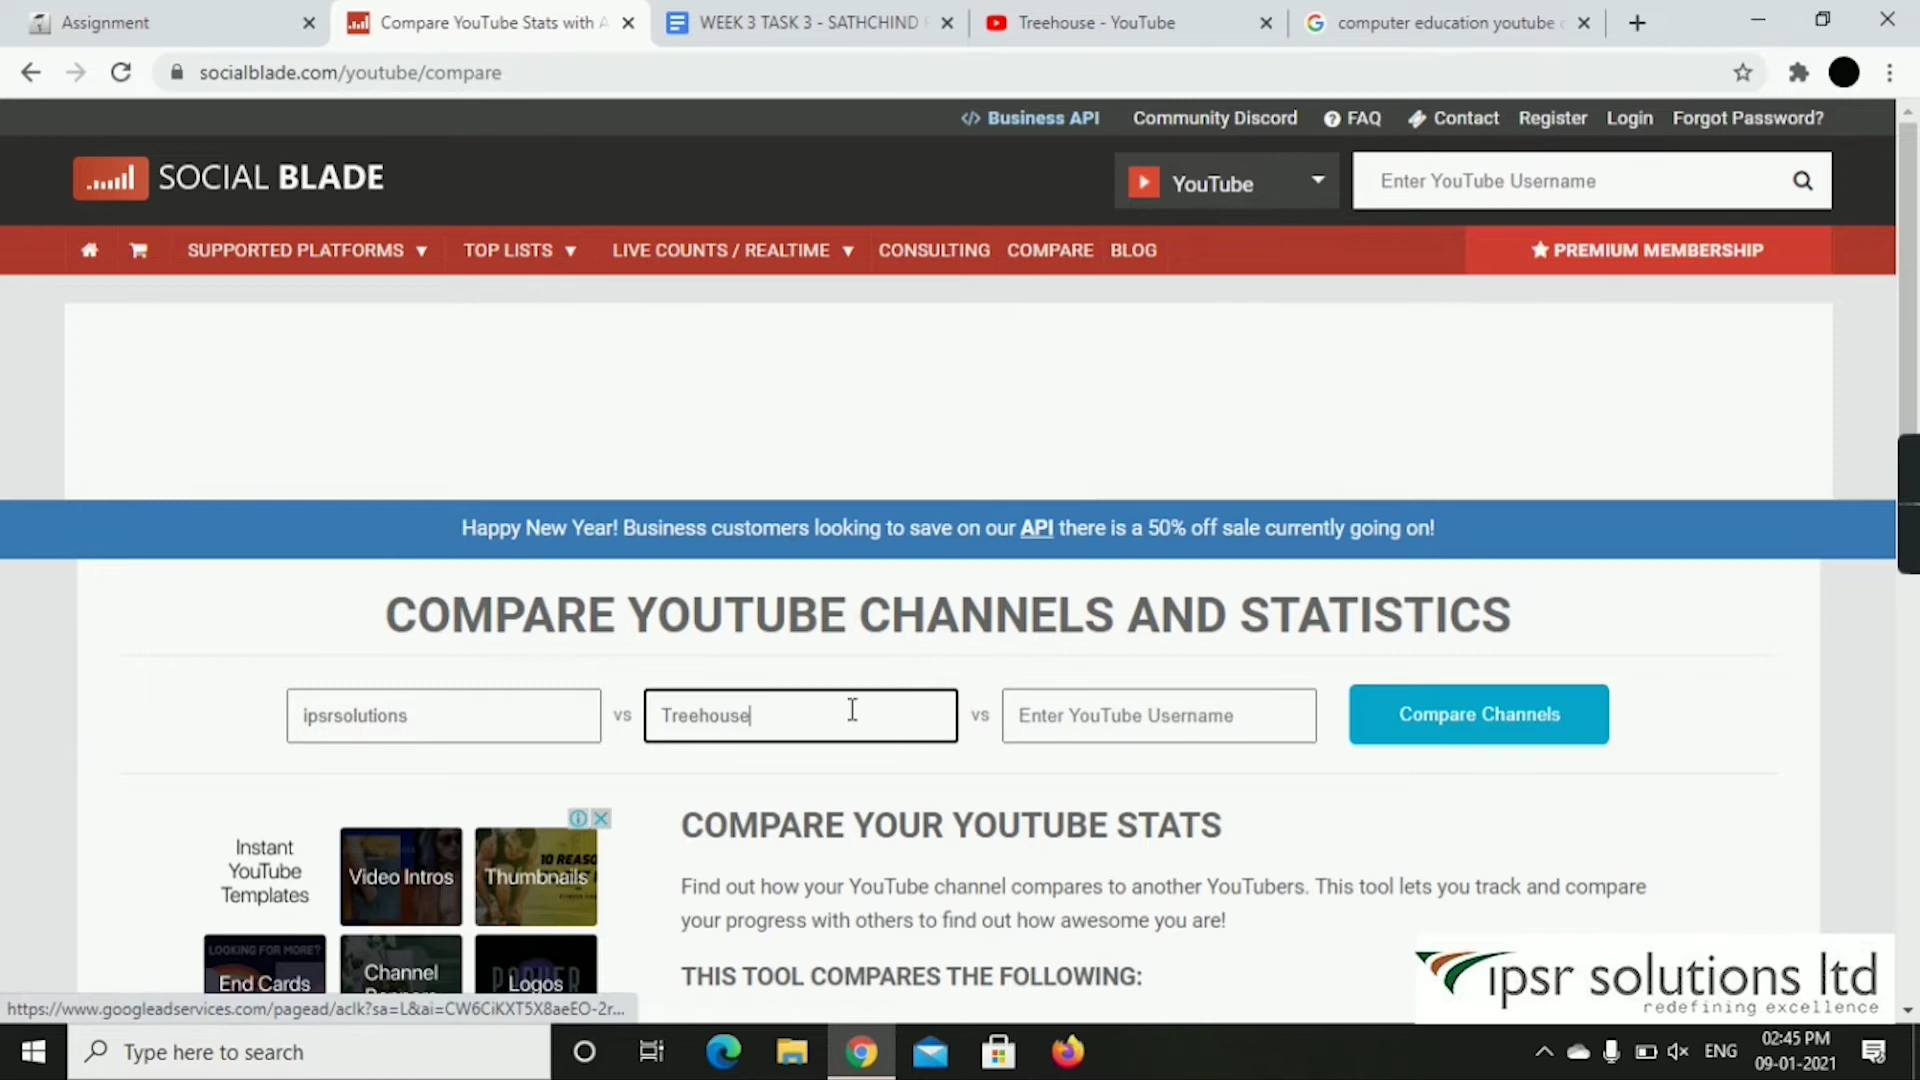 Assignment
Compare YouTube Stats with A
WEEK 3 TASK 3 - SATHCHIND
Treehouse - YouTube
computer education youtube
socialblade.com/youtube/compare
</> Business API Community Discord FAQ Contact Register Login Forgot Password?
SOCIAL BLADE
YouTube
Enter YouTube Username
SUPPORTED PLATFORMS TOP LISTS LIVE COUNTS / REALTIME CONSULTING COMPARE BLOG
PREMIUM MEMBERSHIP
Happy New Year! Business customers looking to save on our API there is a 50% off sale currently going on!
COMPARE YOUTUBE CHANNELS AND STATISTICS
ipsrsolutions vs Treehouse vs Enter YouTube Username Compare Channels
Instant
YouTube
Templates
Video Intros
Thumbnails
10 REASO
LOOKING FOR MORE?
End Cards
Channel
Logos
COMPARE YOUR YOUTUBE STATS
Find out how your YouTube channel compares to another YouTubers. This tool lets you track and compare
your progress with others to find out how awesome you are!
THIS TOOL COMPARES THE FOLLOWING:
ipsr solutions ltd
redefining excellence
https://www.googleadservices.com/pagead/aclk?sa=L&ai=CW6CiKXT5X8aeEO-2r...
Type here to search
ENG
02:45 PM
09-01-2021